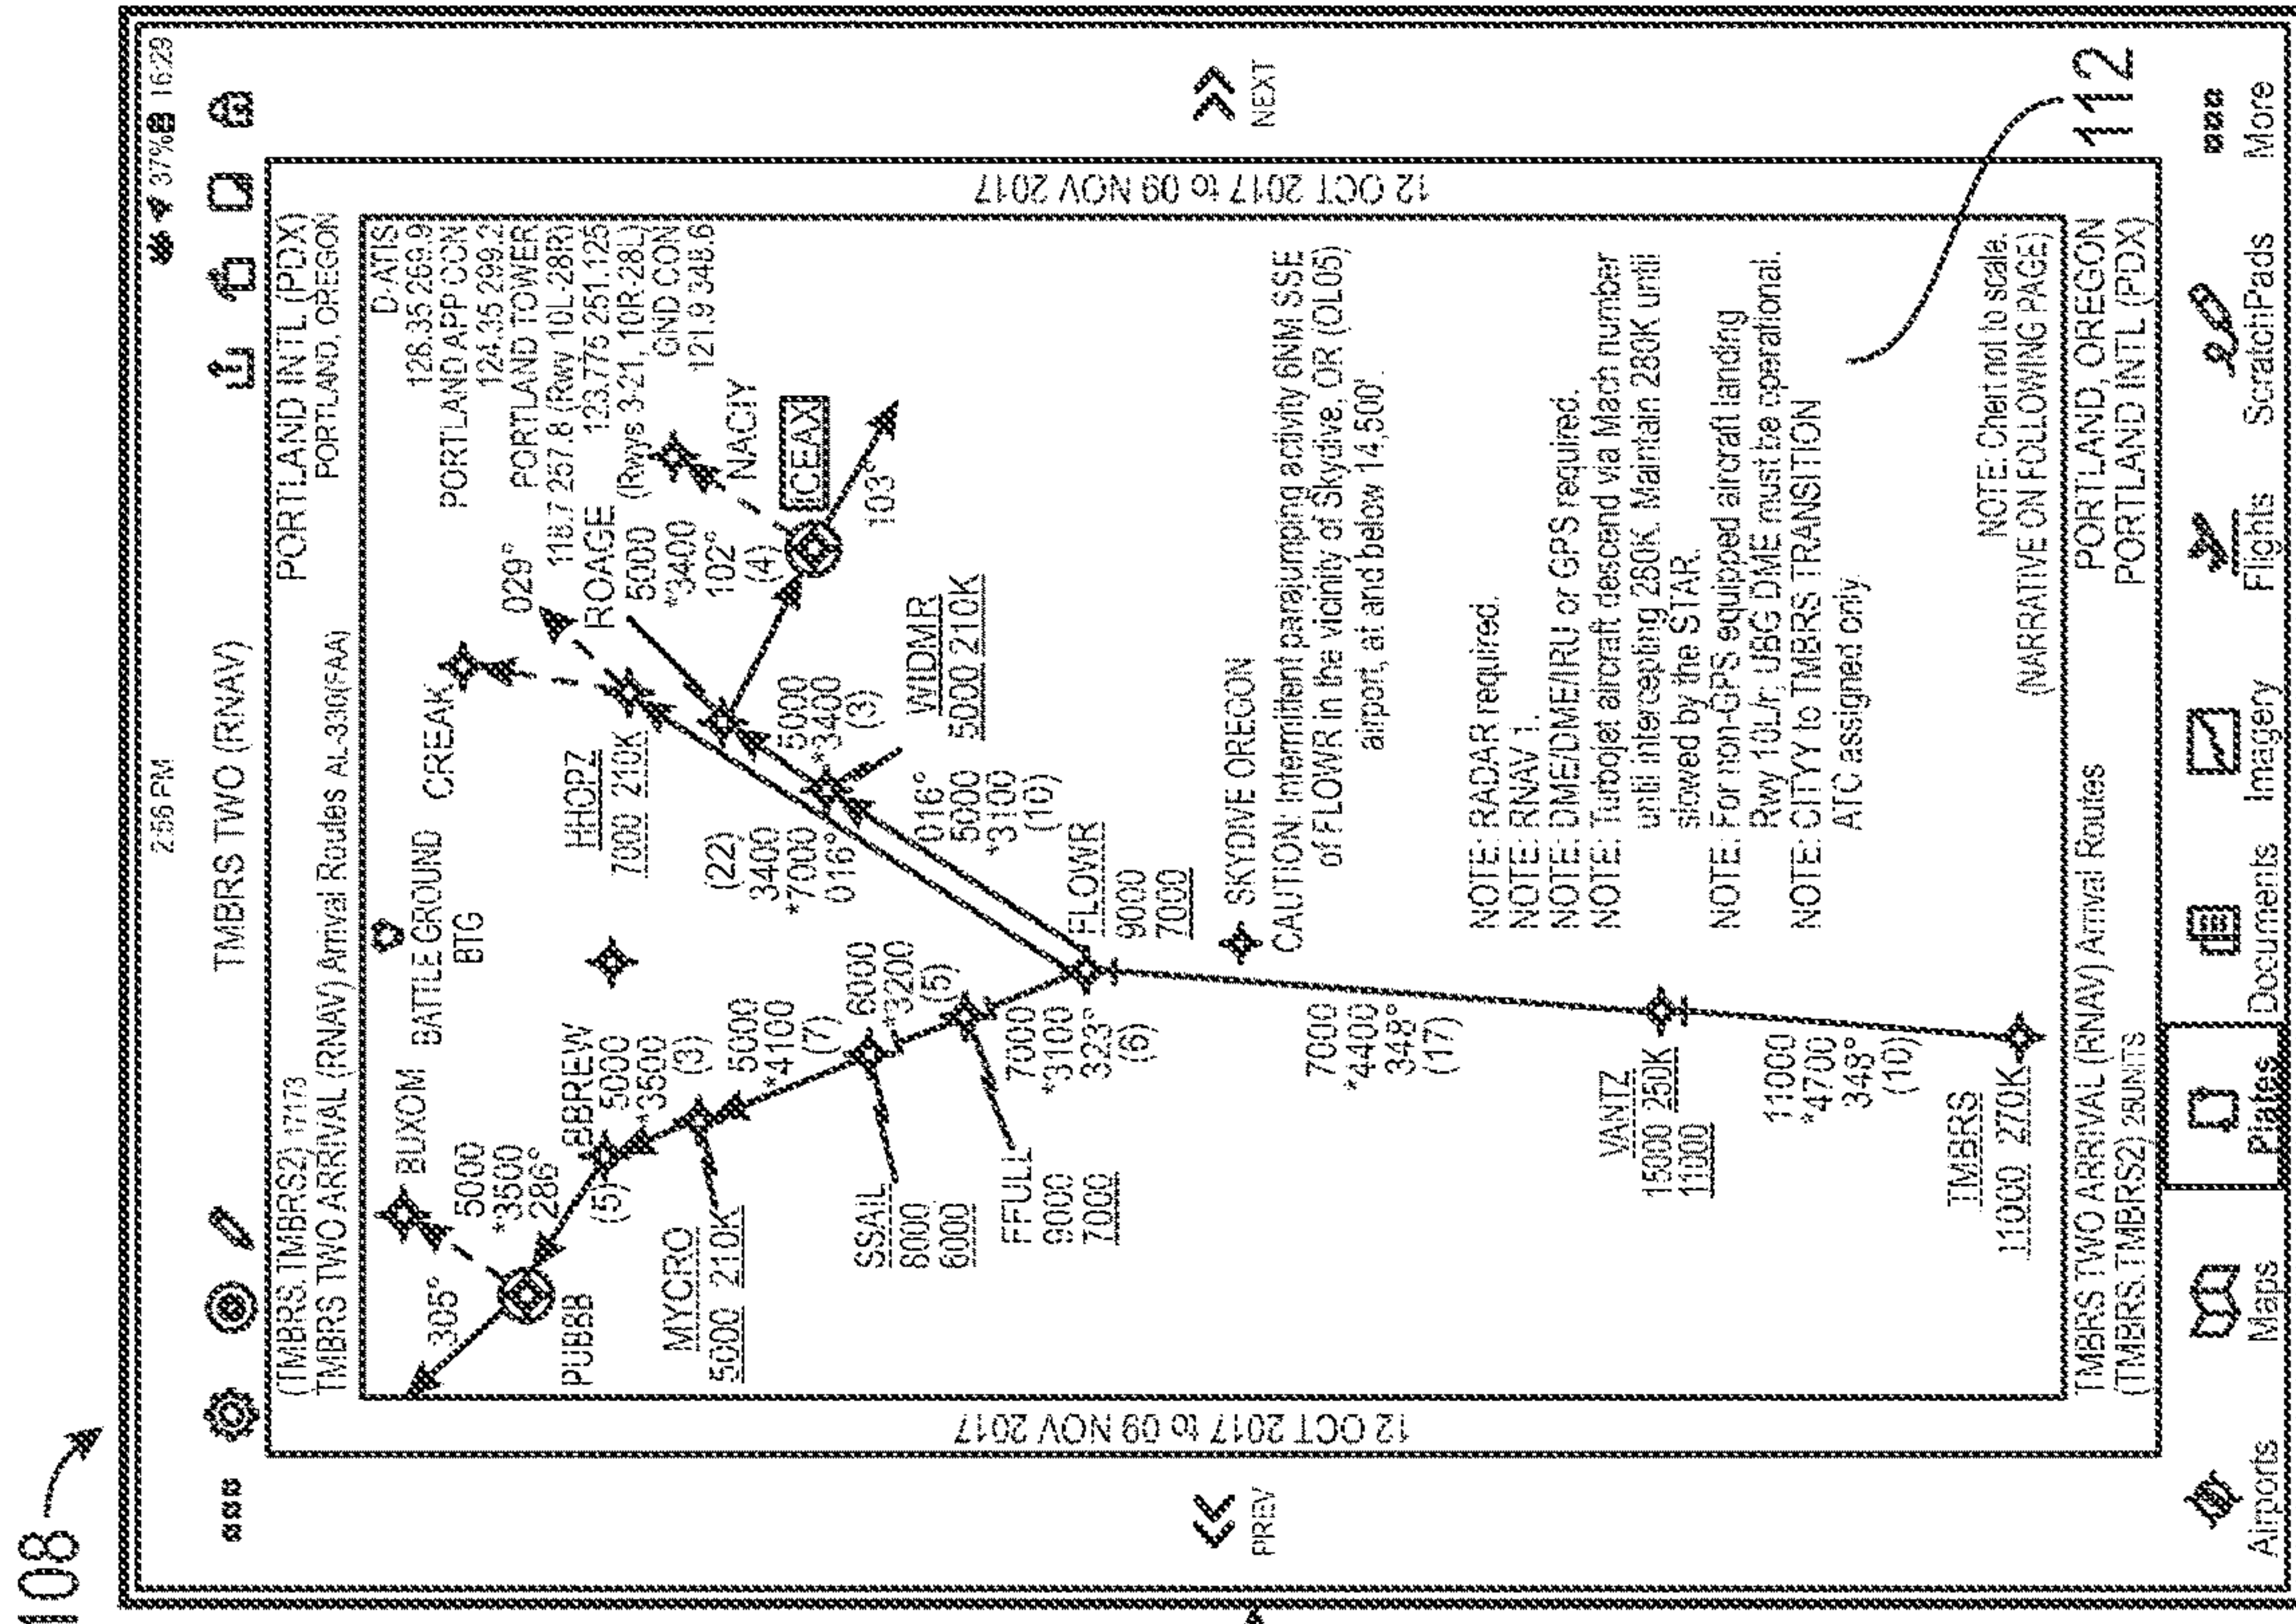 108
2:56 PM
37% 16:29
TMBRS TWO (RNAV)
(TMBRS.TMBRS2) 17173
PORTLAND INTL (PDX)
TMBRS TWO ARRIVAL (RNAV) Arrival Routes AL-330(FAA)
PORTLAND, OREGON
12 OCT 2017 to 09 NOV 2017
12 OCT 2017 to 09 NOV 2017
D-ATIS
128.35 269.9
PORTLAND APP CON
124.35 299.2
PORTLAND TOWER
118.7 257.8 (Rwy 10L-28R)
123.775 251.125
(Rwys 3-21, 10R-28L)
GND CON
121.9 348.6
305°
BUXOM
BATTLE GROUND
BTG
CREAK
029°
5000
*3500
286°
(5)
PUBBB
BBREW
5000
*3500
(3)
HHOPZ
7000 210K
ROAGE
5000
*3400
102°
(4)
NACIY
ICEAX
103°
MYCRO
5000 210K
5000
*4100
(7)
(22)
3400
*7000
016°
5000
*3400
(3)
WIDMR
5000 210K
SSAIL
8000
6000
6000
*3200
(5)
016°
5000
*3100
(10)
FFULL
9000
7000
7000
*3100
323°
(6)
FLOWR
9000
7000
SKYDIVE OREGON
CAUTION: Intermittent parajumping activity 6NM SSE
of FLOWR in the vicinity of Skydive, OR (OL05)
airport, at and below 14,500'.
7000
*4400
348°
(17)
NOTE: RADAR required.
NOTE: RNAV 1.
NOTE: DME/DME/IRU or GPS required.
NOTE: Turbojet aircraft descend via Mach number
until intercepting 280K. Maintain 280K until
slowed by the STAR.
NOTE: For non-GPS equipped aircraft landing
Rwy 10L/r: UBG DME must be operational.
NOTE: CITYY to TMBRS TRANSITION
ATC assigned only.
VANTZ
15000 250K
11000
11000
*4700
348°
(10)
TMBRS
11000 270K
NOTE: Chert not to scale.
(NARRATIVE ON FOLLOWING PAGE)
TMBRS TWO ARRIVAL (RNAV) Arrival Routes
PORTLAND, OREGON
(TMBRS.TMBRS2) 25UNITS
PORTLAND INTL (PDX)
PREV
NEXT
112
Airports
Maps
Plates
Documents
Imagery
Flights
ScratchPads
More